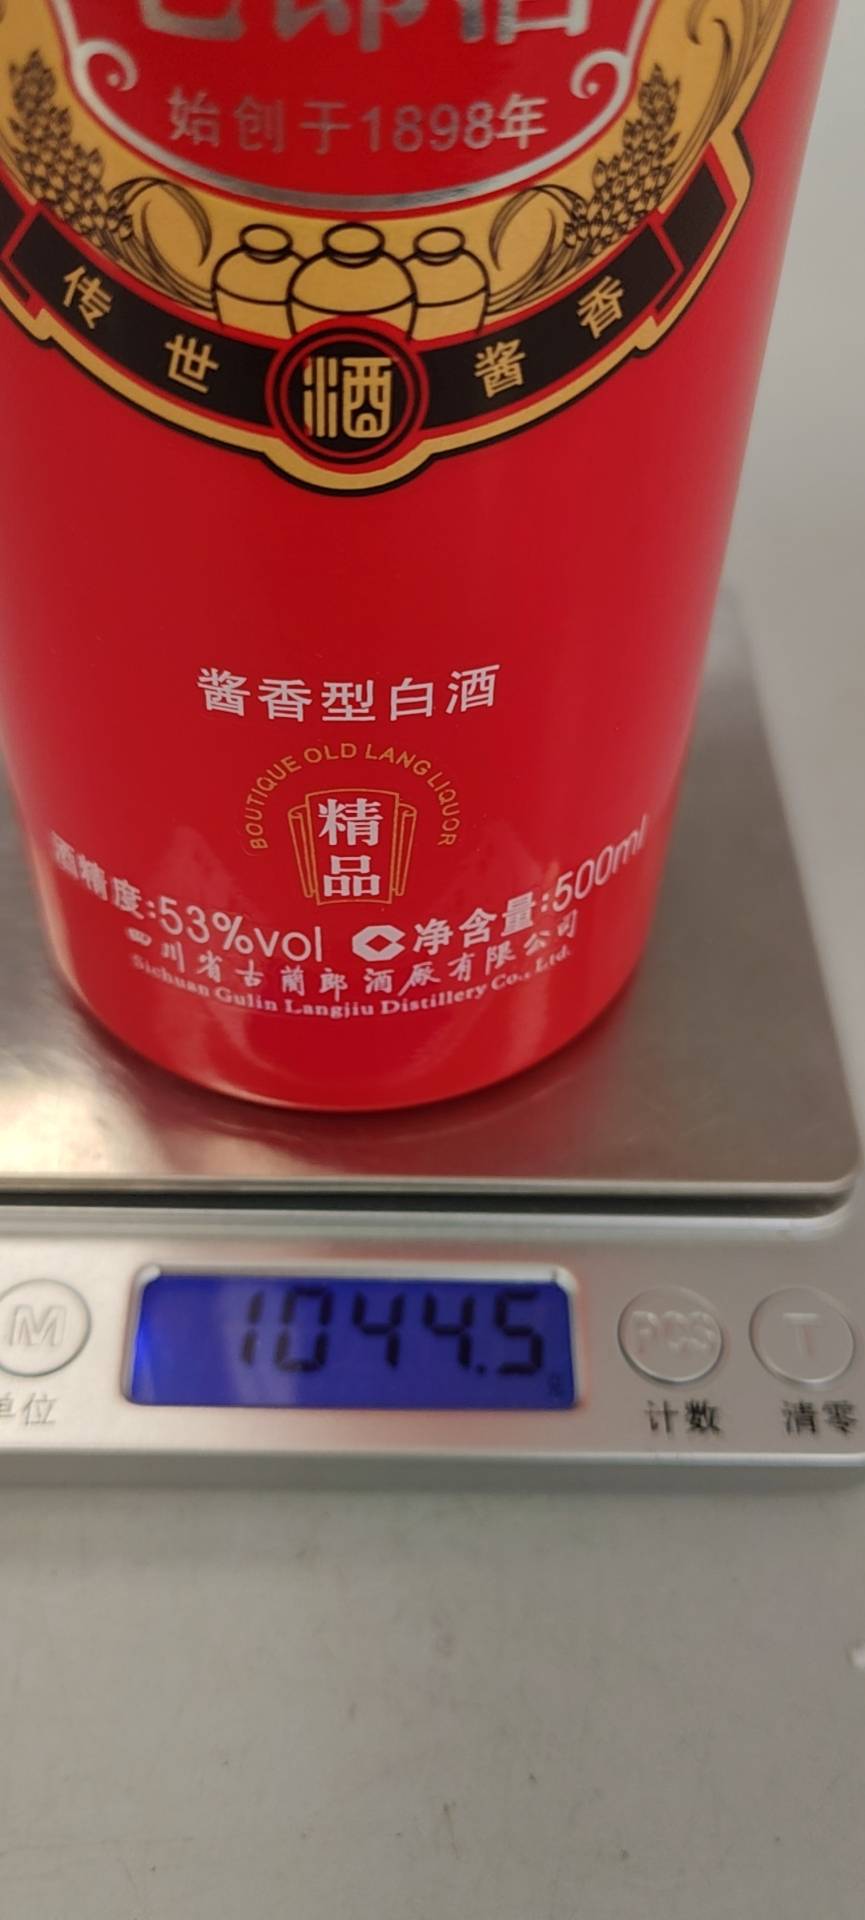 始创于1898年
传世酒酱香
酱香型白酒
BOUTIQUE OLD LANG LIQUOR
精品
酒精度:53%vol 净含量:500ml
四川省古蔺郎酒厂有限公司
Sichuan Gulin Langjiu Distillery Co., Ltd.
1044.5
M PCS T
单位 计数 清零